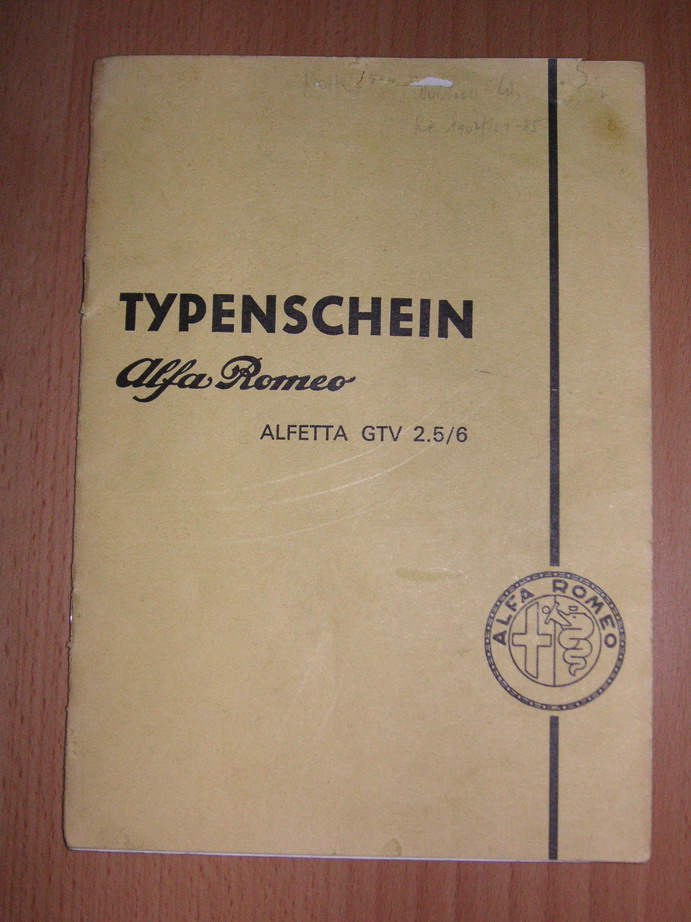 TYPENSCHEIN
Alfa Romeo
ALFETTA GTV 2.5/6
ALFA ROMEO